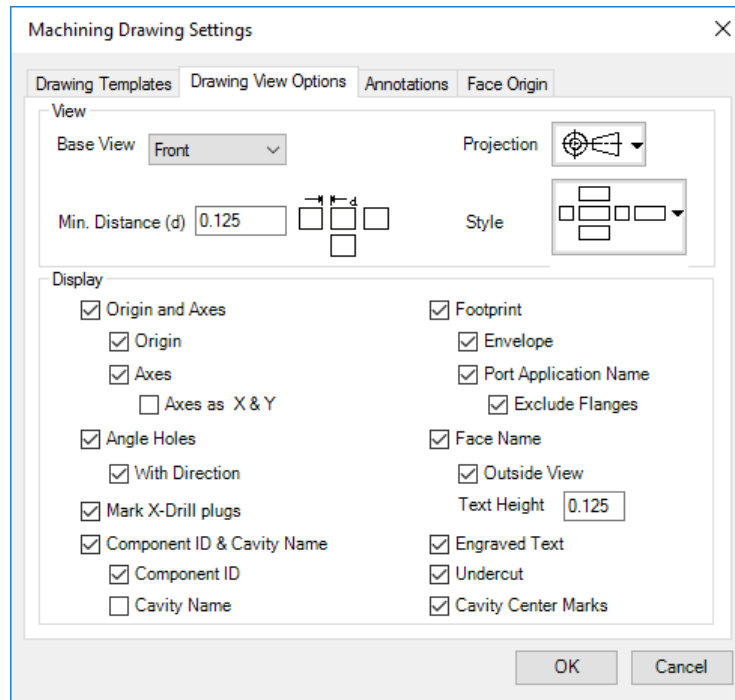 Machining Drawing Settings
Drawing Templates Drawing View Options Annotations Face Origin
View
Base View Front Projection
d
Min. Distance (d) 0.125 Style
Display
Origin and Axes Footprint
Origin Envelope
Axes Port Application Name
Axes as X & Y Exclude Flanges
Angle Holes Face Name
With Direction Outside View
Mark X-Drill plugs Text Height 0.125
Component ID & Cavity Name Engraved Text
Component ID Undercut
Cavity Name Cavity Center Marks
OK Cancel